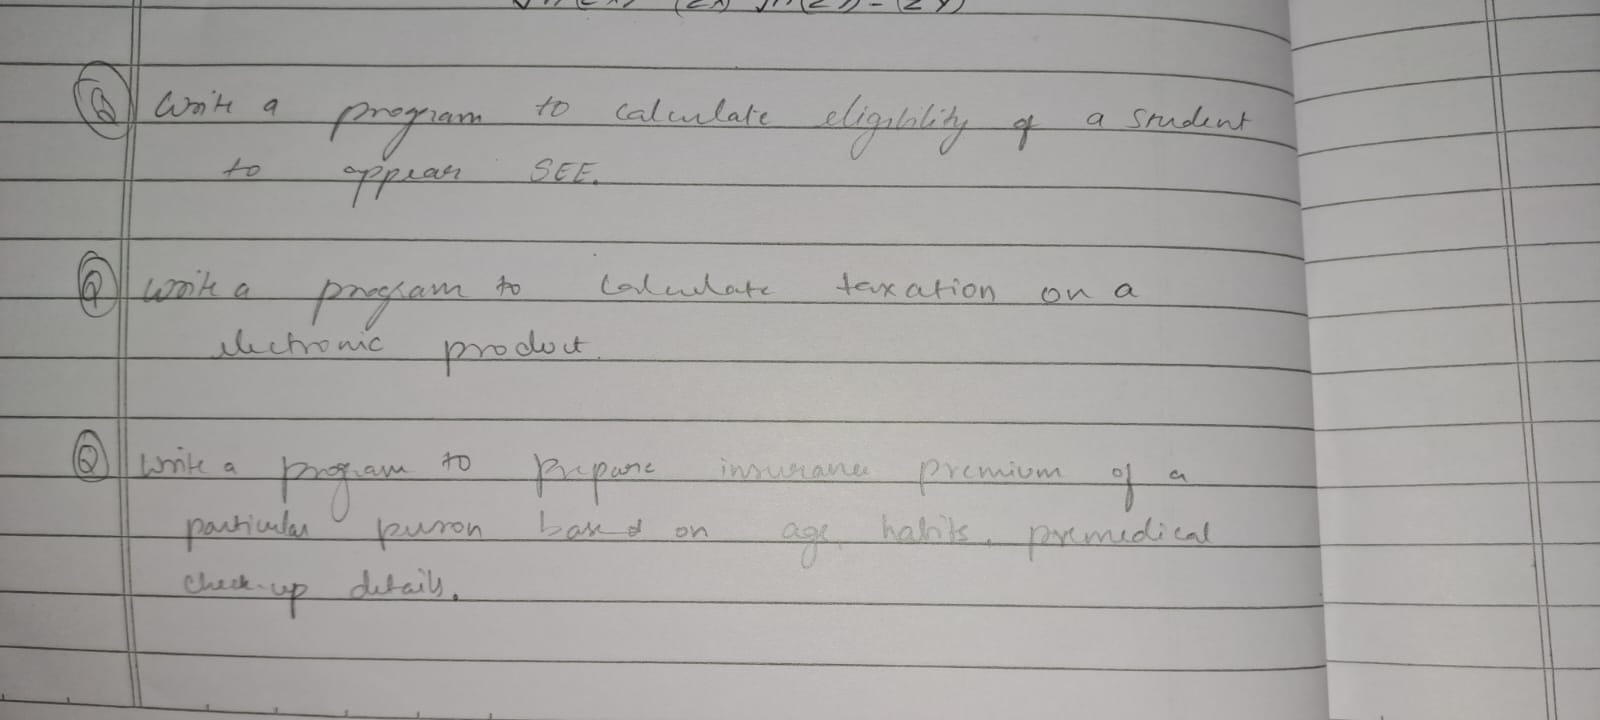 Q Write a program to calculate eligibility of a student
to appear SEE.
Q Write a program to calculate taxation on a
electronic product.
Q Write a program to prepare insurance premium of a
particular person based on age, habits, premedical
check-up details.